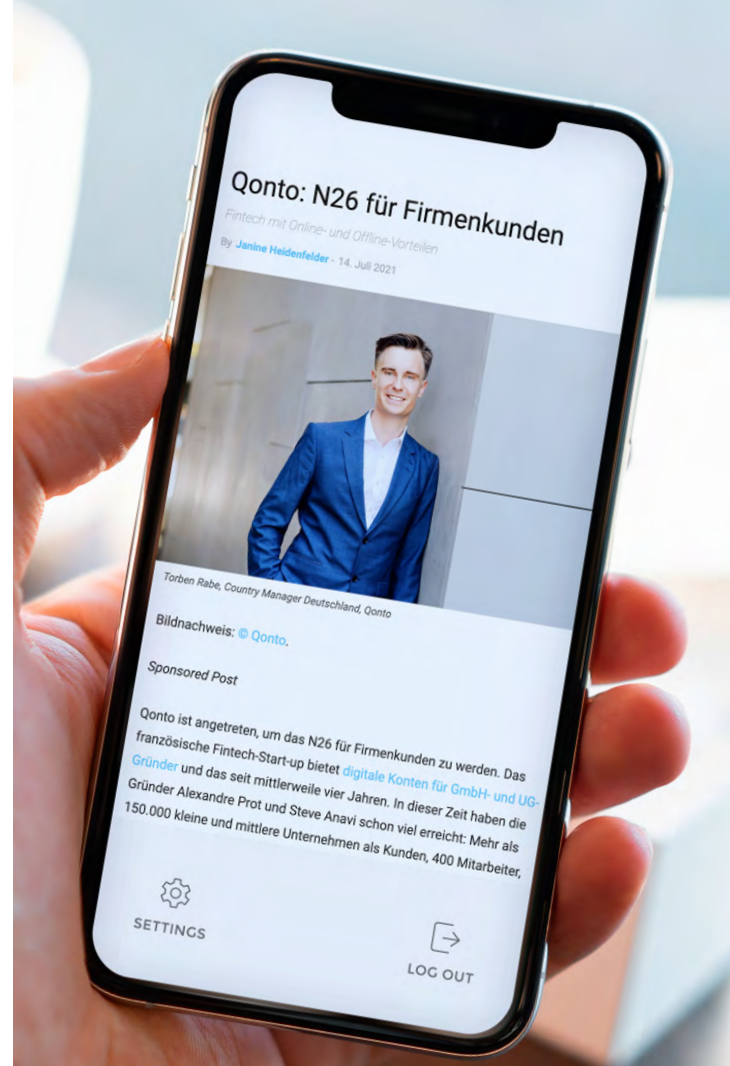 Qonto: N26 für Firmenkunden
Fintech mit Online- und Offline-Vorteilen
By Janine Heidenfelder - 14. Juli 2021
Torben Rabe, Country Manager Deutschland, Qonto
Bildnachweis: © Qonto.
Sponsored Post
Qonto ist angetreten, um das N26 für Firmenkunden zu werden. Das
französische Fintech-Start-up bietet digitale Konten für GmbH- und UG-
Gründer und das seit mittlerweile vier Jahren. In dieser Zeit haben die
Gründer Alexandre Prot und Steve Anavi schon viel erreicht: Mehr als
150.000 kleine und mittlere Unternehmen als Kunden, 400 Mitarbeiter,
SETTINGS
LOG OUT